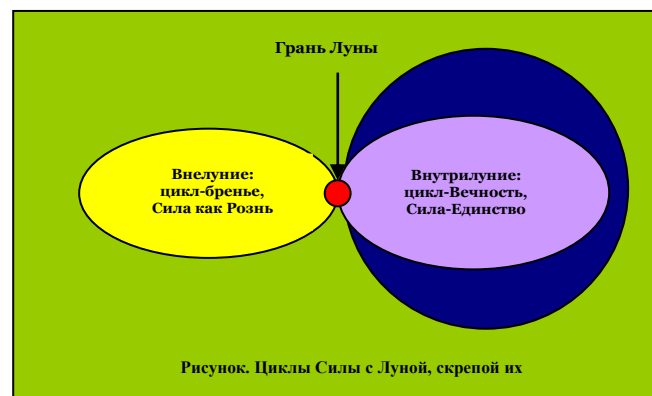 Грань Луны
Внелуние:
цикл-бренье,
Сила как Рознь
Внутрилуние:
цикл-Вечность,
Сила-Единство
Рисунок. Циклы Силы с Луной, скрепой их